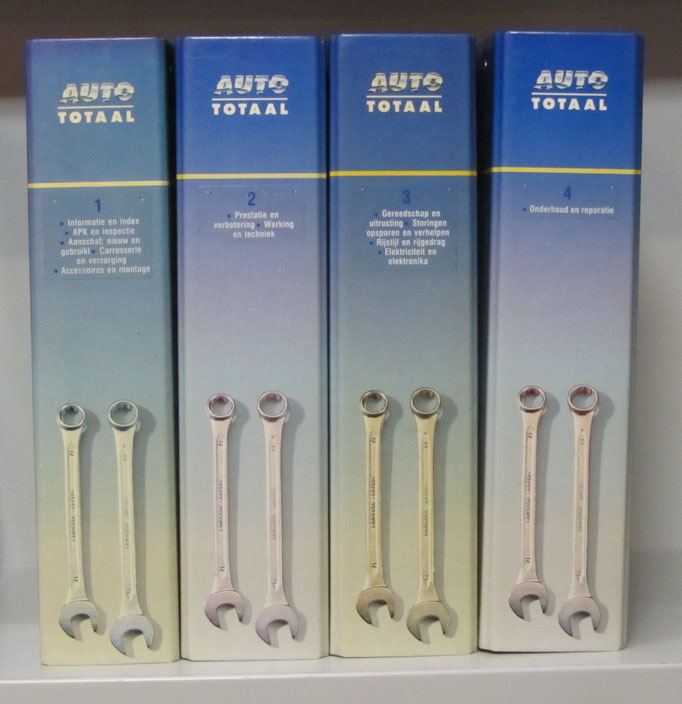 AUTO
TOTAAL
1
▪ Informatie en index
▪ APK en inspectie
▪ Aanschaf: nieuw en
gebruikt ▪ Carrosserie
en verzorging
▪ Accessoires en montage
AUTO
TOTAAL
2
▪ Prestatie en
verbetering ▪ Werking
en techniek
AUTO
TOTAAL
3
▪ Gereedschap en
uitrusting ▪ Storingen
opsporen en verhelpen
▪ Rijstijl en rijgedrag
▪ Elektriciteit en
elektronika
AUTO
TOTAAL
4
▪ Onderhoud en reparatie